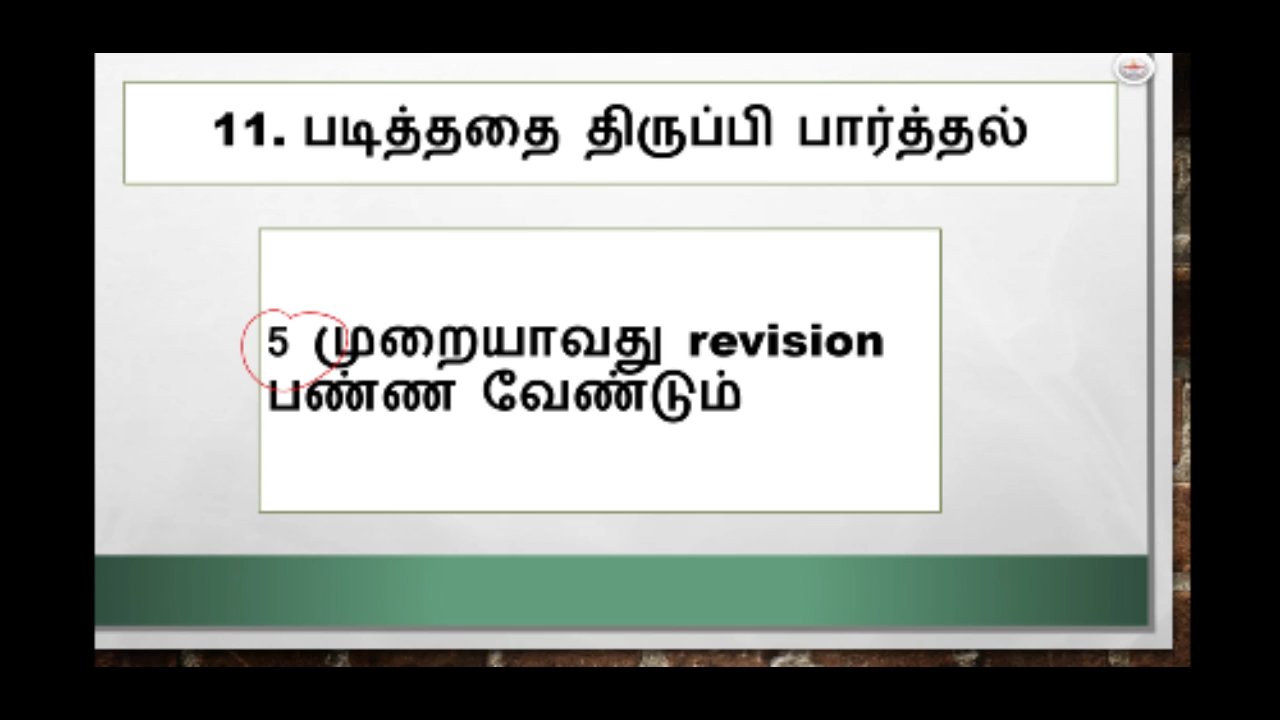 11. படித்ததை திருப்பி பார்த்தல்
5 முறையாவது revision
பண்ண வேண்டும்